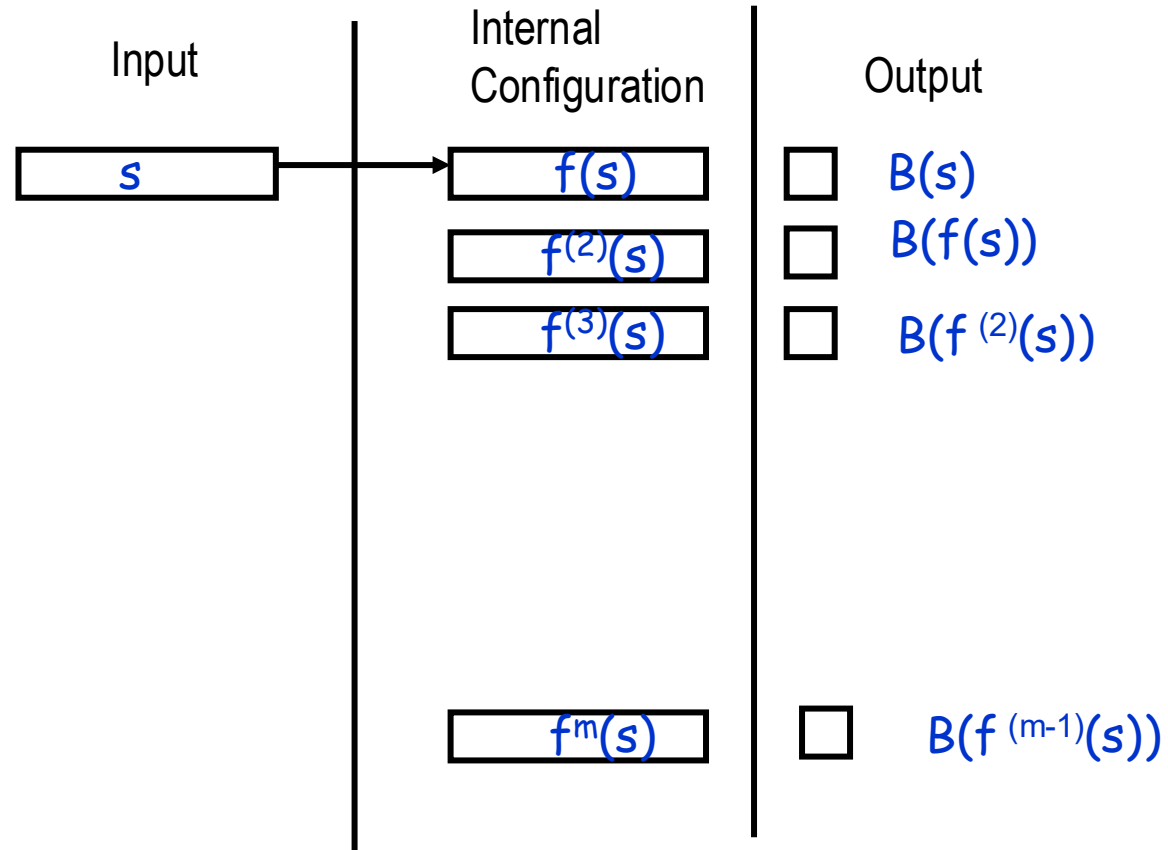 Input
Internal
Configuration
Output
s
f(s)
B(s)
f⁽²⁾(s)
B(f(s))
f⁽³⁾(s)
B(f ⁽²⁾(s))
fᵐ(s)
B(f ⁽ᵐ⁻¹⁾(s))